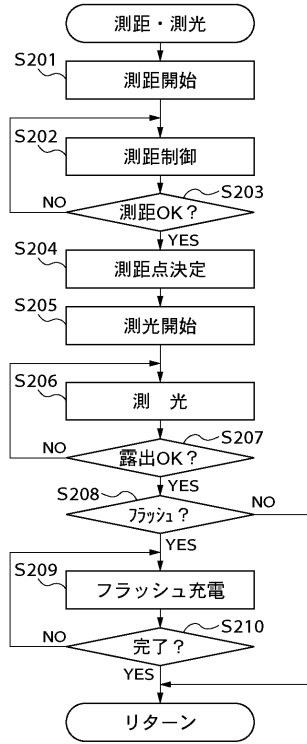 測距・測光
S201
測距開始
S202
測距制御
S203
測距OK？
NO
YES
S204
測距点決定
S205
測光開始
S206
測　光
S207
露出OK？
NO
YES
S208
ﾌﾗｯｼｭ？
NO
YES
S209
フラッシュ充電
S210
完了？
NO
YES
リターン